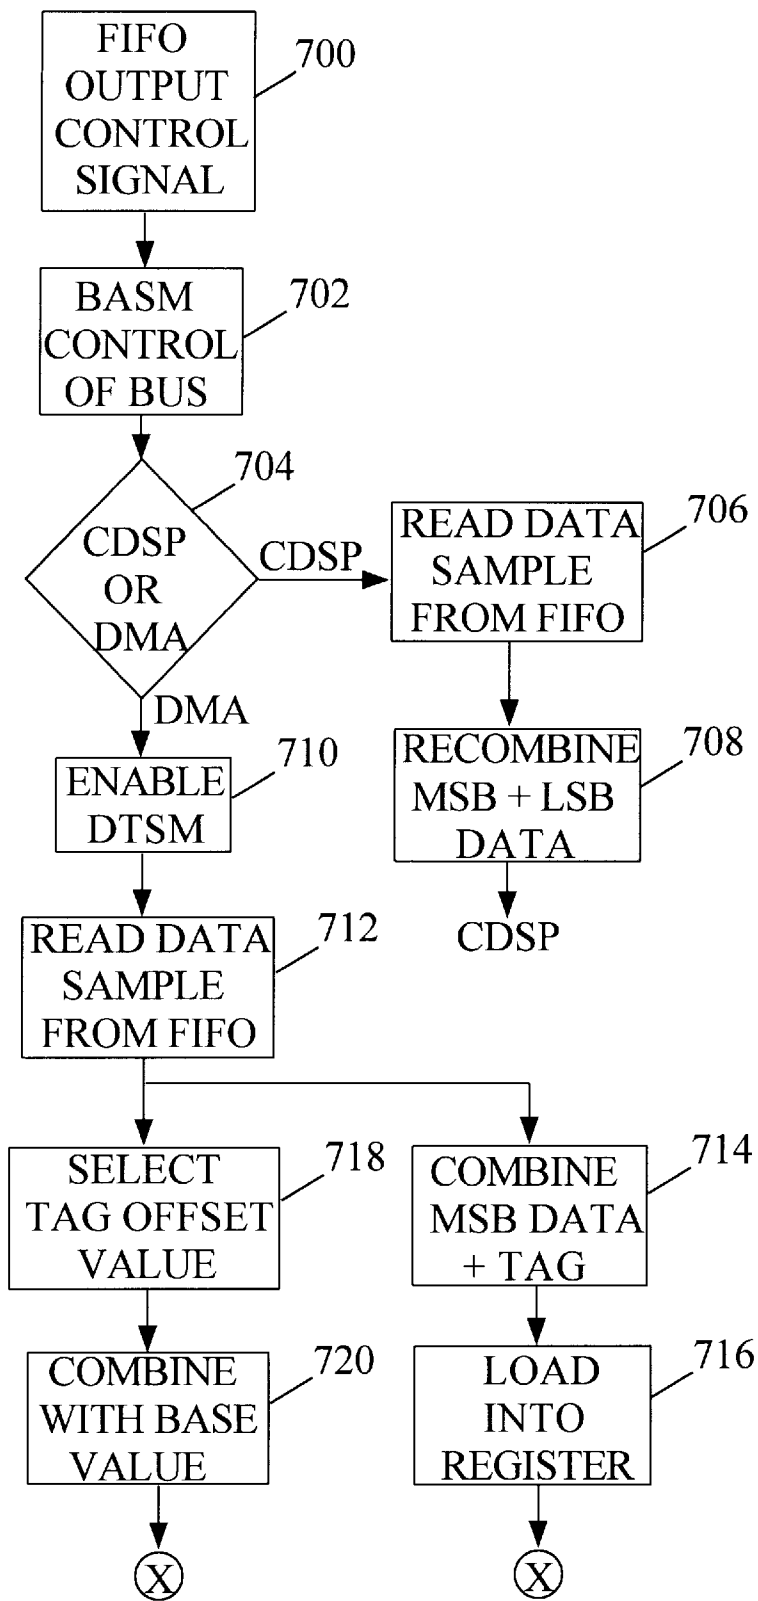 FIFO
OUTPUT
CONTROL
SIGNAL
700
BASM
CONTROL
OF BUS
702
CDSP
OR
DMA
704
CDSP
READ DATA
SAMPLE
FROM FIFO
706
DMA
RECOMBINE
MSB + LSB
DATA
708
CDSP
ENABLE
DTSM
710
READ DATA
SAMPLE
FROM FIFO
712
SELECT
TAG OFFSET
VALUE
718
COMBINE
MSB DATA
+ TAG
714
COMBINE
WITH BASE
VALUE
720
LOAD
INTO
REGISTER
716
X
X